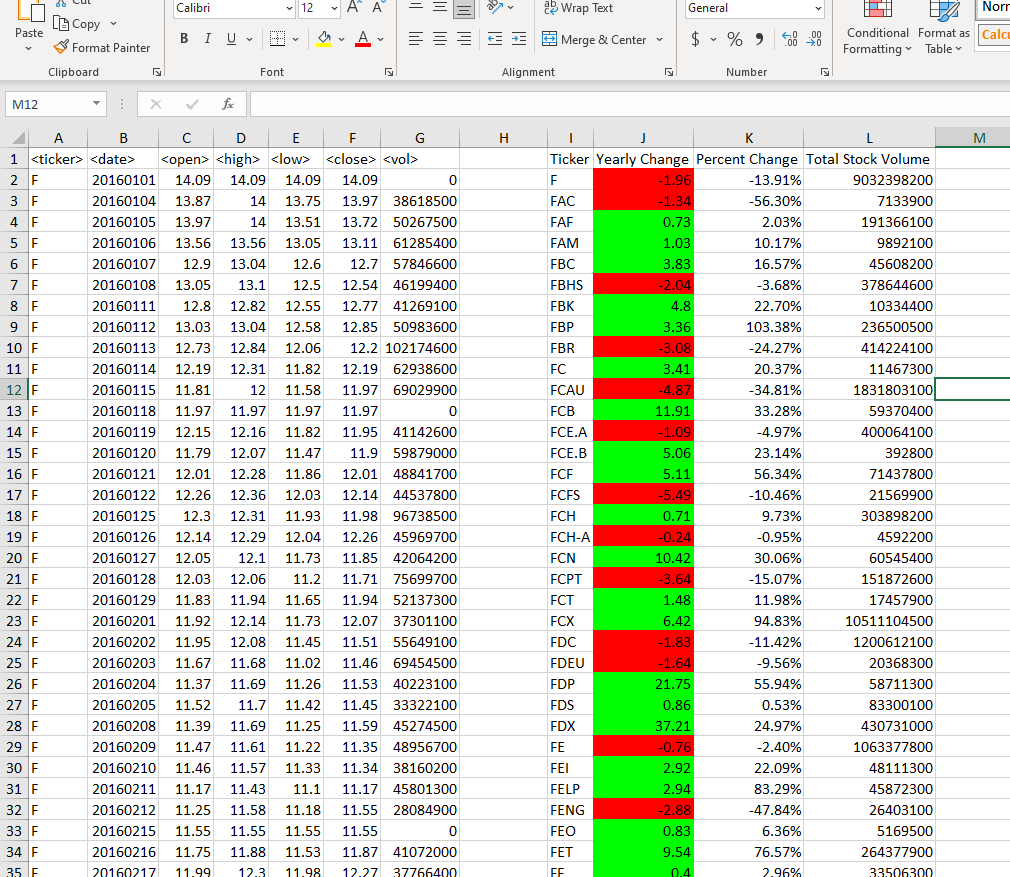 Cut
Calibri 12 A A Wrap Text General Norr
Paste Copy
Format Painter B I U A Merge & Center $ % 9 .00 .00 Conditional Format as Calcu
Formatting Table
Clipboard Font Alignment Number
M12 fx
A B C D E F G H I J K L M
1 <ticker> <date> <open> <high> <low> <close> <vol> Ticker Yearly Change Percent Change Total Stock Volume
2 F 20160101 14.09 14.09 14.09 14.09 0 F -1.96 -13.91% 9032398200
3 F 20160104 13.87 14 13.75 13.97 38618500 FAC -1.34 -56.30% 7133900
4 F 20160105 13.97 14 13.51 13.72 50267500 FAF 0.73 2.03% 191366100
5 F 20160106 13.56 13.56 13.05 13.11 61285400 FAM 1.03 10.17% 9892100
6 F 20160107 12.9 13.04 12.6 12.7 57846600 FBC 3.83 16.57% 45608200
7 F 20160108 13.05 13.1 12.5 12.54 46199400 FBHS -2.04 -3.68% 378644600
8 F 20160111 12.8 12.82 12.55 12.77 41269100 FBK 4.8 22.70% 10334400
9 F 20160112 13.03 13.04 12.58 12.85 50983600 FBP 3.36 103.38% 236500500
10 F 20160113 12.73 12.84 12.06 12.2 102174600 FBR -3.08 -24.27% 414224100
11 F 20160114 12.19 12.31 11.82 12.19 62938600 FC 3.41 20.37% 11467300
12 F 20160115 11.81 12 11.58 11.97 69029900 FCAU -4.87 -34.81% 1831803100
13 F 20160118 11.97 11.97 11.97 11.97 0 FCB 11.91 33.28% 59370400
14 F 20160119 12.15 12.16 11.82 11.95 41142600 FCE.A -1.09 -4.97% 400064100
15 F 20160120 11.79 12.07 11.47 11.9 59879000 FCE.B 5.06 23.14% 392800
16 F 20160121 12.01 12.28 11.86 12.01 48841700 FCF 5.11 56.34% 71437800
17 F 20160122 12.26 12.36 12.03 12.14 44537800 FCFS -5.49 -10.46% 21569900
18 F 20160125 12.3 12.31 11.93 11.98 96738500 FCH 0.71 9.73% 303898200
19 F 20160126 12.14 12.29 12.04 12.26 45969700 FCH-A -0.24 -0.95% 4592200
20 F 20160127 12.05 12.1 11.73 11.85 42064200 FCN 10.42 30.06% 60545400
21 F 20160128 12.03 12.06 11.2 11.71 75699700 FCPT -3.64 -15.07% 151872600
22 F 20160129 11.83 11.94 11.65 11.94 52137300 FCT 1.48 11.98% 17457900
23 F 20160201 11.92 12.14 11.73 12.07 37301100 FCX 6.42 94.83% 10511104500
24 F 20160202 11.95 12.08 11.45 11.51 55649100 FDC -1.83 -11.42% 1200612100
25 F 20160203 11.67 11.68 11.02 11.46 69454500 FDEU -1.64 -9.56% 20368300
26 F 20160204 11.37 11.69 11.26 11.53 40223100 FDP 21.75 55.94% 58711300
27 F 20160205 11.52 11.7 11.42 11.45 33322100 FDS 0.86 0.53% 83300100
28 F 20160208 11.39 11.69 11.25 11.59 45274500 FDX 37.21 24.97% 430731000
29 F 20160209 11.47 11.61 11.22 11.35 48956700 FE -0.76 -2.40% 1063377800
30 F 20160210 11.46 11.57 11.33 11.34 38160200 FEI 2.92 22.09% 48111300
31 F 20160211 11.17 11.43 11.1 11.17 45801300 FELP 2.94 83.29% 45872300
32 F 20160212 11.25 11.58 11.18 11.55 28084900 FENG -2.88 -47.84% 26403100
33 F 20160215 11.55 11.55 11.55 11.55 0 FEO 0.83 6.36% 5169500
34 F 20160216 11.75 11.88 11.53 11.87 41072000 FET 9.54 76.57% 264377900
35 F 20160217 11.99 12.3 11.98 12.27 37766400 FF 0.4 2.96% 33506300